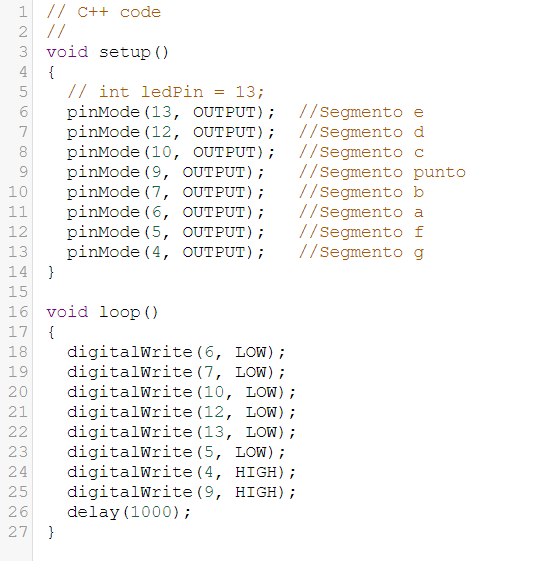 1 // C++ code
2 //
3 void setup()
4 {
5   // int ledPin = 13;
6   pinMode(13, OUTPUT);  //Segmento e
7   pinMode(12, OUTPUT);  //Segmento d
8   pinMode(10, OUTPUT);  //Segmento c
9   pinMode(9, OUTPUT);   //Segmento punto
10   pinMode(7, OUTPUT);   //Segmento b
11   pinMode(6, OUTPUT);   //Segmento a
12   pinMode(5, OUTPUT);   //Segmento f
13   pinMode(4, OUTPUT);   //Segmento g
14 }
15
16 void loop()
17 {
18   digitalWrite(6, LOW);
19   digitalWrite(7, LOW);
20   digitalWrite(10, LOW);
21   digitalWrite(12, LOW);
22   digitalWrite(13, LOW);
23   digitalWrite(5, LOW);
24   digitalWrite(4, HIGH);
25   digitalWrite(9, HIGH);
26   delay(1000);
27 }